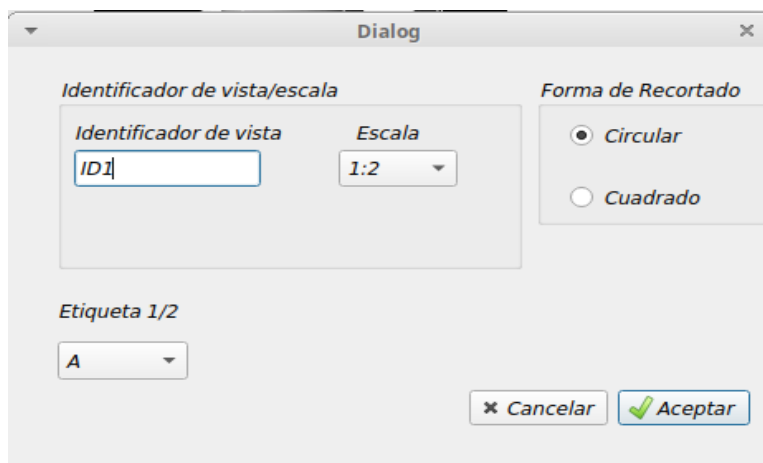 Dialog
Identificador de vista/escala
Forma de Recortado
Identificador de vista
Escala
Circular
ID1
1:2
Cuadrado
Etiqueta 1/2
A
Cancelar
Aceptar